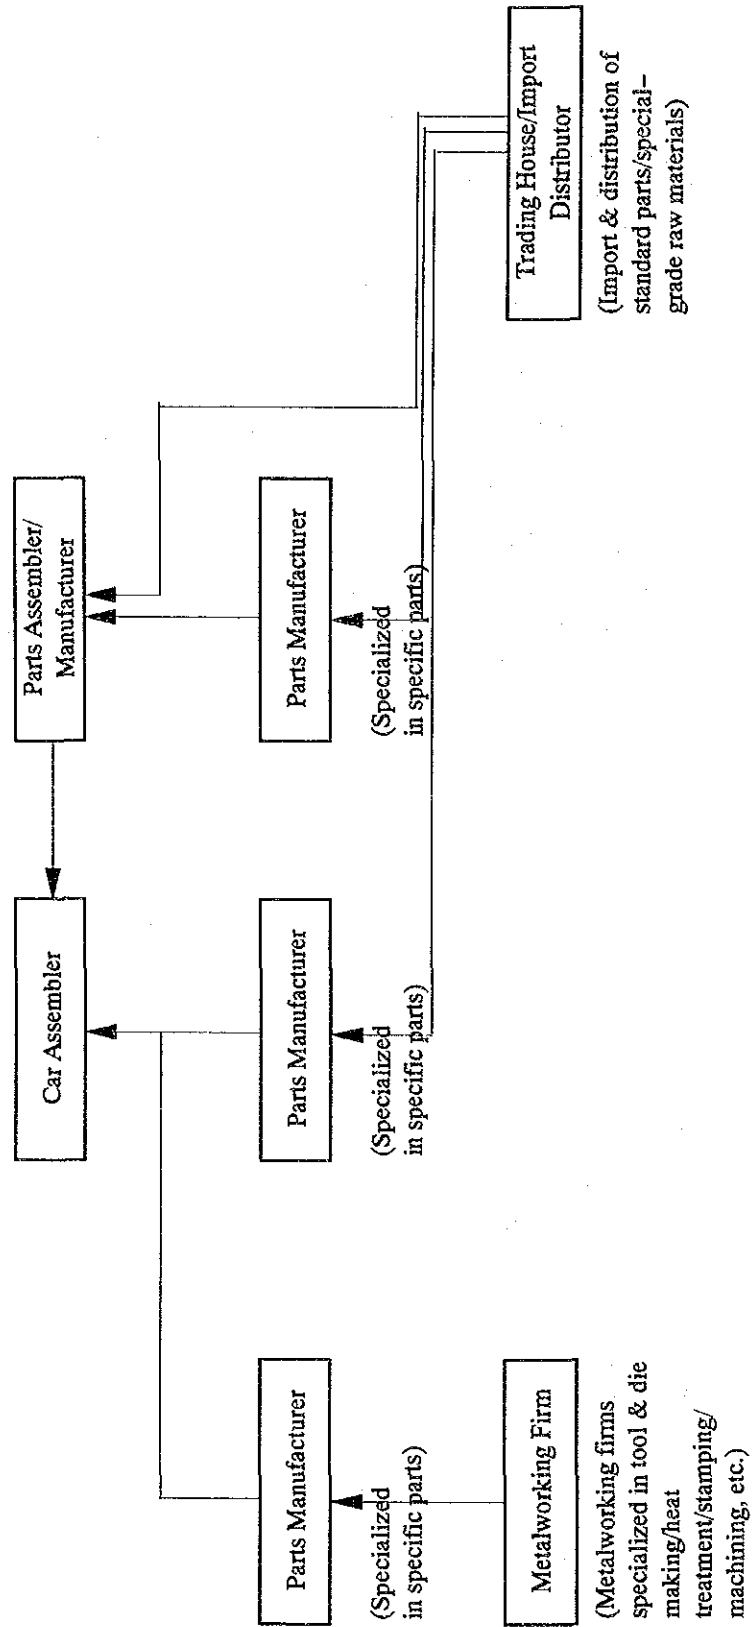 Car Assembler
Parts Assembler/
Manufacturer
Parts Manufacturer
(Specialized
in specific parts)
Parts Manufacturer
(Specialized
in specific parts)
Parts Manufacturer
(Specialized
in specific parts)
Metalworking Firm
(Metalworking firms
specialized in tool & die
making/heat
treatment/stamping/
machining, etc.)
Trading House/Import
Distributor
(Import & distribution of
standard parts/special-
grade raw materials)